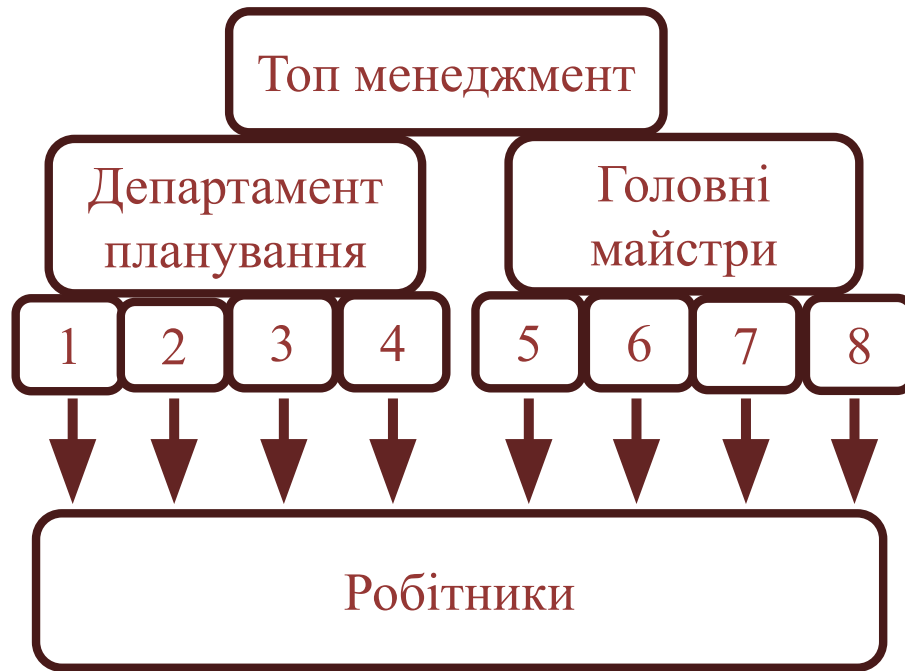 Топ менеджмент
Департамент
планування
Головні
майстри
1 2 3 4 5 6 7 8
Робітники